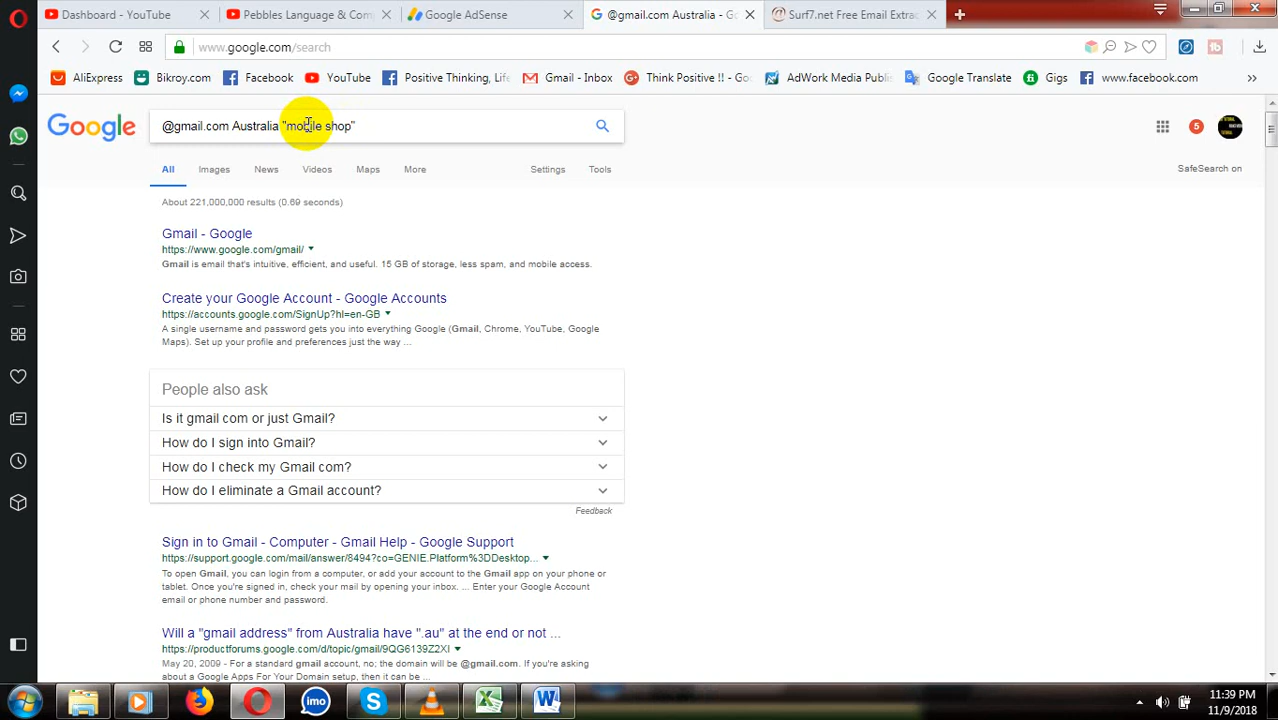 Dashboard - YouTube
Pebbles Language & Com
Google AdSense
@gmail.com Australia - Go
Surf7.net Free Email Extrac
www.google.com/search
AliExpress
Bikroy.com
Facebook
YouTube
Positive Thinking, Life
Gmail - Inbox
Think Positive !! - Goo
AdWork Media Publi
Google Translate
Gigs
www.facebook.com
Google
@gmail.com Australia "mobile shop"
5
All
Images
News
Videos
Maps
More
Settings
Tools
SafeSearch on
About 221,000,000 results (0.69 seconds)
Gmail - Google
https://www.google.com/gmail/
Gmail is email that's intuitive, efficient, and useful. 15 GB of storage, less spam, and mobile access.
Create your Google Account - Google Accounts
https://accounts.google.com/SignUp?hl=en-GB
A single username and password gets you into everything Google (Gmail, Chrome, YouTube, Google
Maps). Set up your profile and preferences just the way ...
People also ask
Is it gmail com or just Gmail?
How do I sign into Gmail?
How do I check my Gmail com?
How do I eliminate a Gmail account?
Feedback
Sign in to Gmail - Computer - Gmail Help - Google Support
https://support.google.com/mail/answer/8494?co=GENIE.Platform%3DDesktop...
To open Gmail, you can login from a computer, or add your account to the Gmail app on your phone or
tablet. Once you're signed in, check your mail by opening your inbox. ... Enter your Google Account
email or phone number and password.
Will a "gmail address" from Australia have ".au" at the end or not ...
https://productforums.google.com/d/topic/gmail/9QG6139Z2XI
May 20, 2009 - For a standard gmail account, no; the domain will be @gmail.com. If you're asking
about a Google Apps For Your Domain setup, then it can be ...
imo
11:39 PM
11/9/2018